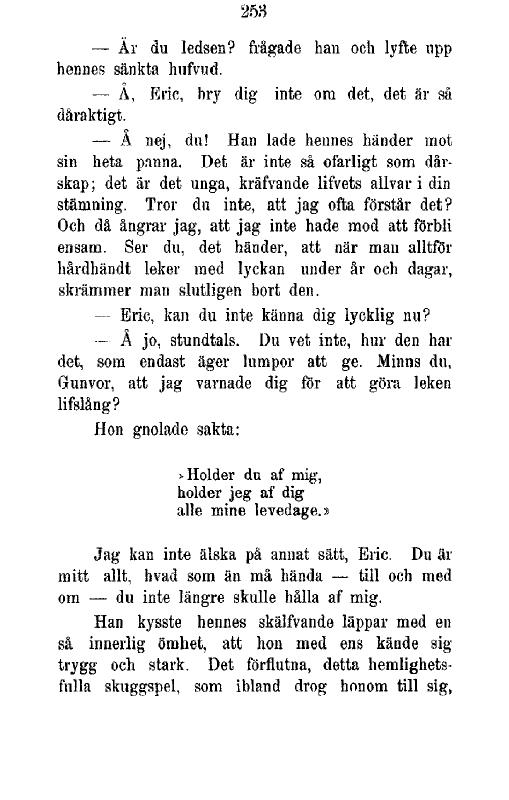 253
— Är du ledsen? frågade han och lyfte upp
hennes sänkta hufvud.
— Å, Eric, bry dig inte om det, det är så
dåraktigt.
— Å nej, du! Han lade hennes händer mot
sin heta panna. Det är inte så ofarligt som dår-
skap; det är det unga, kräfvande lifvets allvar i din
stämning. Tror du inte, att jag ofta förstår det?
Och då ångrar jag, att jag inte hade mod att förbli
ensam. Ser du, det händer, att när man alltför
hårdhändt leker med lyckan under år och dagar,
skrämmer man slutligen bort den.
— Eric, kan du inte känna dig lycklig nu?
— Å jo, stundtals. Du vet inte, hur den har
det, som endast äger lumpor att ge. Minns du,
Gunvor, att jag varnade dig för att göra leken
lifslång?
Hon gnolade sakta:
»Holder du af mig,
holder jeg af dig
alle mine levedage.»
Jag kan inte älska på annat sätt, Eric. Du är
mitt allt, hvad som än må hända — till och med
om — du inte längre skulle hålla af mig.
Han kysste hennes skälfvande läppar med en
så innerlig ömhet, att hon med ens kände sig
trygg och stark. Det förflutna, detta hemlighets-
fulla skuggspel, som ibland drog honom till sig,